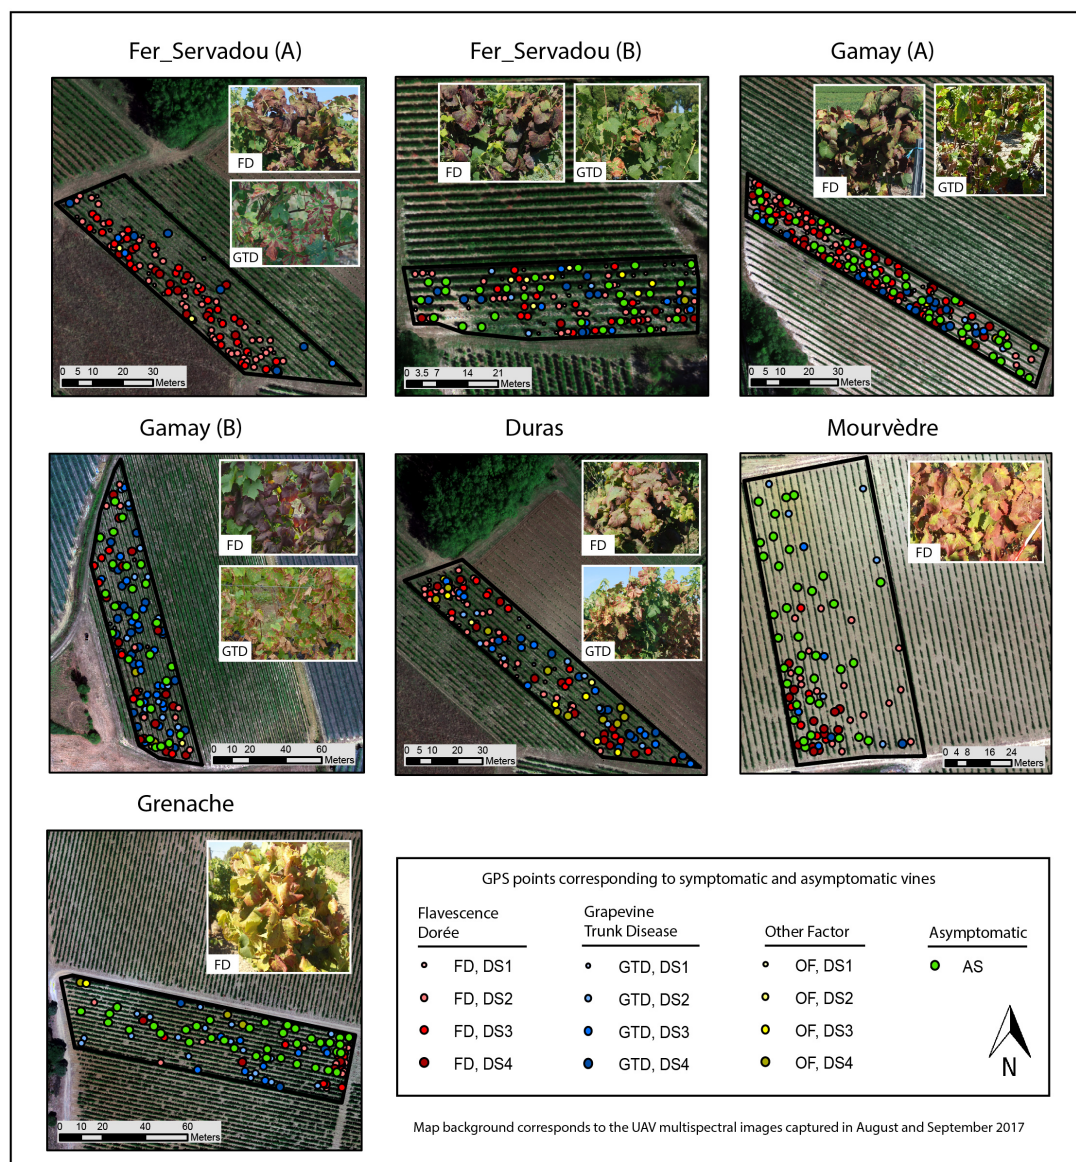 Fer_Servadou (A)
Fer_Servadou (B)
Gamay (A)
FD
GTD
0 5 10 20 30
Meters
FD
GTD
0 3.5 7 14 21
Meters
FD
GTD
0 5 10 20 30
Meters
Gamay (B)
Duras
Mourvèdre
FD
GTD
0 10 20 40 60
Meters
FD
GTD
0 5 10 20 30
Meters
FD
0 4 8 16 24
Meters
Grenache
FD
0 10 20 40 60
Meters
GPS points corresponding to symptomatic and asymptomatic vines
Flavescence
Dorée
FD, DS1
FD, DS2
FD, DS3
FD, DS4
Grapevine
Trunk Disease
GTD, DS1
GTD, DS2
GTD, DS3
GTD, DS4
Other Factor
OF, DS1
OF, DS2
OF, DS3
OF, DS4
Asymptomatic
AS
N
Map background corresponds to the UAV multispectral images captured in August and September 2017